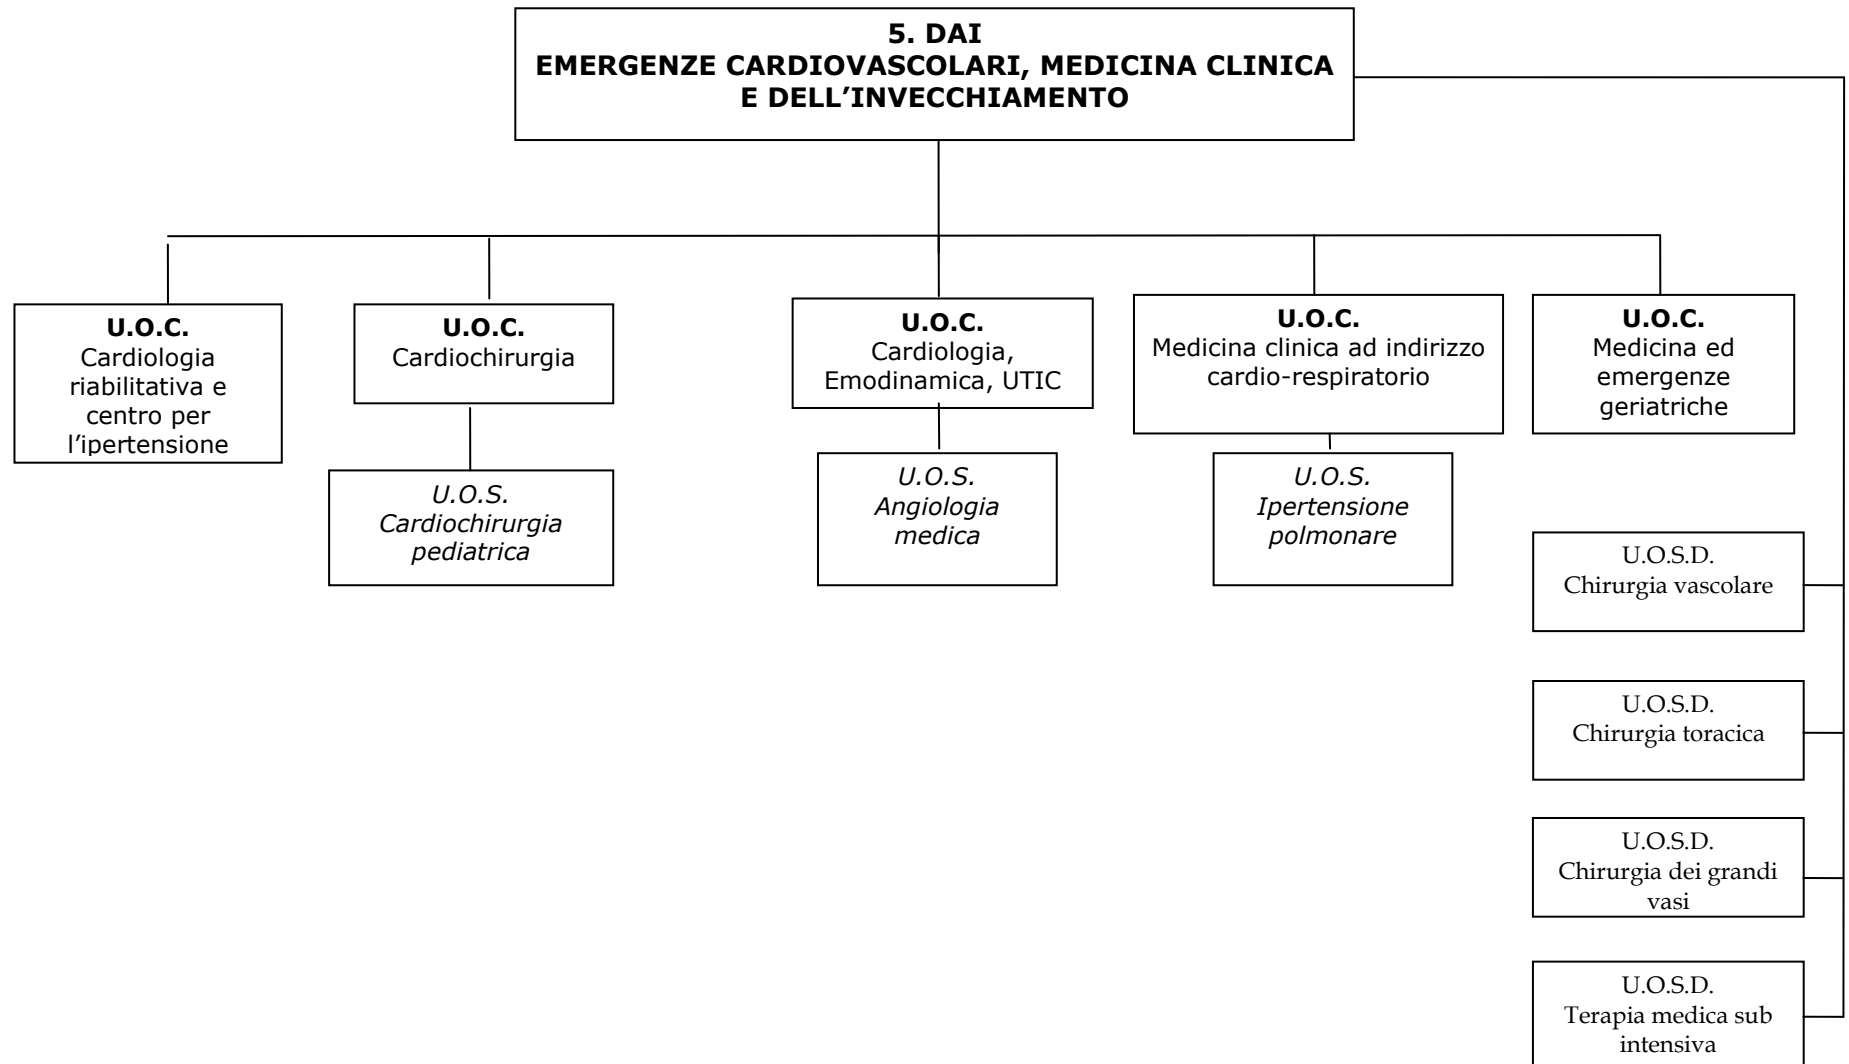 5. DAI
EMERGENZE CARDIOVASCOLARI, MEDICINA CLINICA
E DELL’INVECCHIAMENTO
U.O.C.
Cardiologia
riabilitativa e
centro per
l’ipertensione
U.O.C.
Cardiochirurgia
U.O.C.
Cardiologia,
Emodinamica, UTIC
U.O.C.
Medicina clinica ad indirizzo
cardio-respiratorio
U.O.C.
Medicina ed
emergenze
geriatriche
U.O.S.
Cardiochirurgia
pediatrica
U.O.S.
Angiologia
medica
U.O.S.
Ipertensione
polmonare
U.O.S.D.
Chirurgia vascolare
U.O.S.D.
Chirurgia toracica
U.O.S.D.
Chirurgia dei grandi
vasi
U.O.S.D.
Terapia medica sub
intensiva